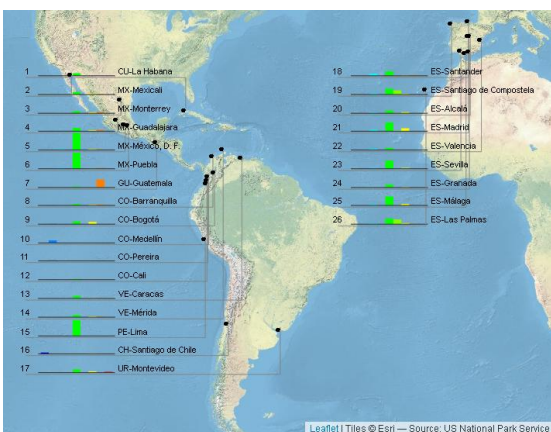 1 CU-La Habana
2 MX-Mexicali
3 MX-Monterrey
4 MX-Guadalajara
5 MX-México, D. F.
6 MX-Puebla
7 GU-Guatemala
8 CO-Barranquilla
9 CO-Bogotá
10 CO-Medellín
11 CO-Pereira
12 CO-Cali
13 VE-Caracas
14 VE-Mérida
15 PE-Lima
16 CH-Santiago de Chile
17 UR-Montevideo
18 ES-Santander
19 ES-Santiago de Compostela
20 ES-Alcalá
21 ES-Madrid
22 ES-Valencia
23 ES-Sevilla
24 ES-Granada
25 ES-Málaga
26 ES-Las Palmas
Leaflet | Tiles © Esri — Source: US National Park Service